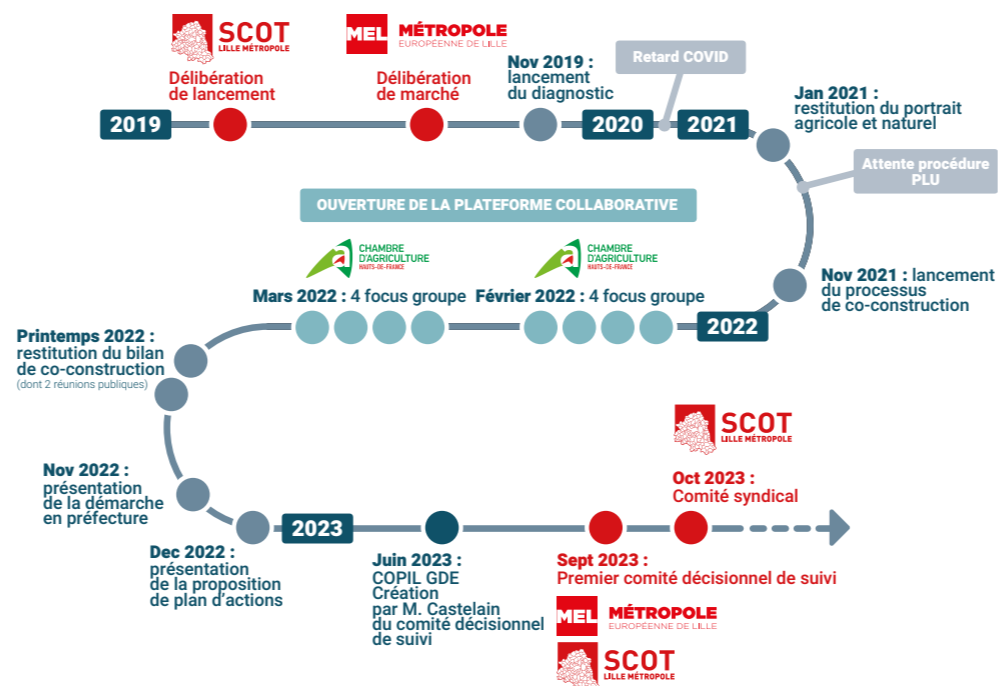 SCOT
LILLE MÉTROPOLE
Délibération
de lancement
MEL
MÉTROPOLE
EUROPÉENNE DE LILLE
Délibération
de marché
Nov 2019 :
lancement
du diagnostic
Retard COVID
2019
2020
2021
Jan 2021 :
restitution du portrait
agricole et naturel
Attente procédure
PLU
Nov 2021 : lancement
du processus
de co-construction
OUVERTURE DE LA PLATEFORME COLLABORATIVE
CHAMBRE
D'AGRICULTURE
HAUTS-DE-FRANCE
Mars 2022 : 4 focus groupe
CHAMBRE
D'AGRICULTURE
HAUTS-DE-FRANCE
Février 2022 : 4 focus groupe
2022
Printemps 2022 :
restitution du bilan
de co-construction
(dont 2 réunions publiques)
Nov 2022 :
présentation
de la démarche
en préfecture
Dec 2022 :
présentation
de la proposition
de plan d'actions
2023
Juin 2023 :
COPIL GDE
Création
par M. Castelain
du comité décisionnel
de suivi
SCOT
LILLE MÉTROPOLE
Oct 2023 :
Comité syndical
Sept 2023 :
Premier comité décisionnel de suivi
MEL
MÉTROPOLE
EUROPÉENNE DE LILLE
SCOT
LILLE MÉTROPOLE